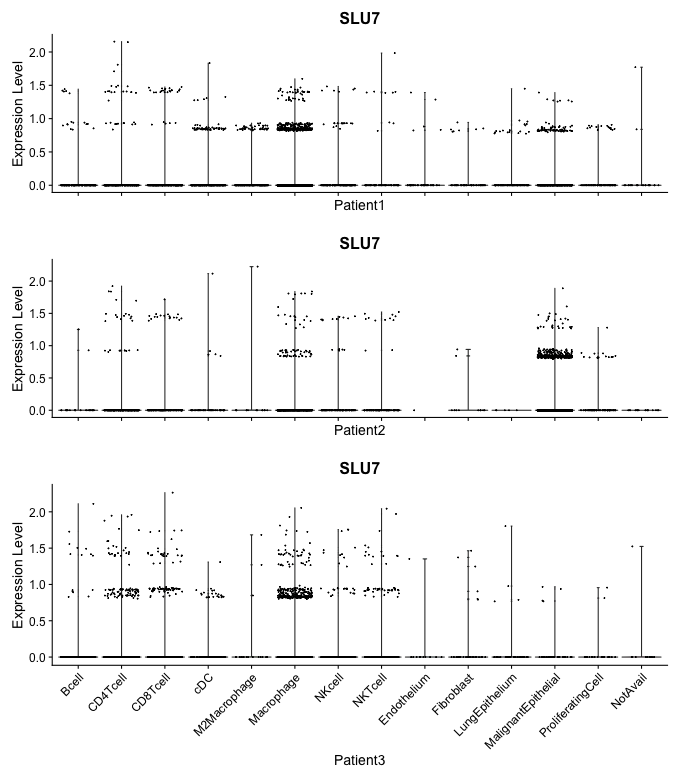 SLU7
Expression Level
2.0
1.5
1.0
0.5
0.0
Patient1
SLU7
Expression Level
2.0
1.5
1.0
0.5
0.0
Patient2
SLU7
Expression Level
2.0
1.5
1.0
0.5
0.0
Bcell
CD4Tcell
CD8Tcell
cDC
M2Macrophage
Macrophage
NKcell
NKTcell
Endothelium
Fibroblast
LungEpithelium
MalignantEpithelial
ProliferatingCell
NotAvail
Patient3